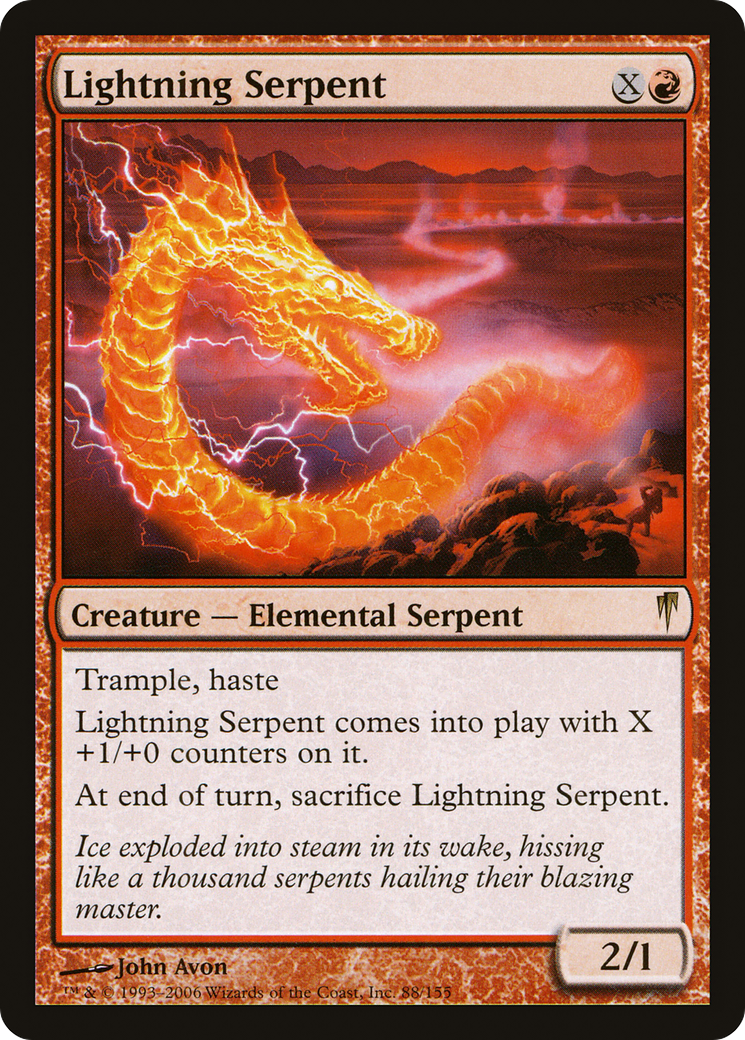 Lightning Serpent X
Creature — Elemental Serpent
Trample, haste
Lightning Serpent comes into play with X
+1/+0 counters on it.
At end of turn, sacrifice Lightning Serpent.
Ice exploded into steam in its wake, hissing
like a thousand serpents hailing their blazing
master.
2/1
John Avon
™ & © 1993–2006 Wizards of the Coast, Inc. 88/155